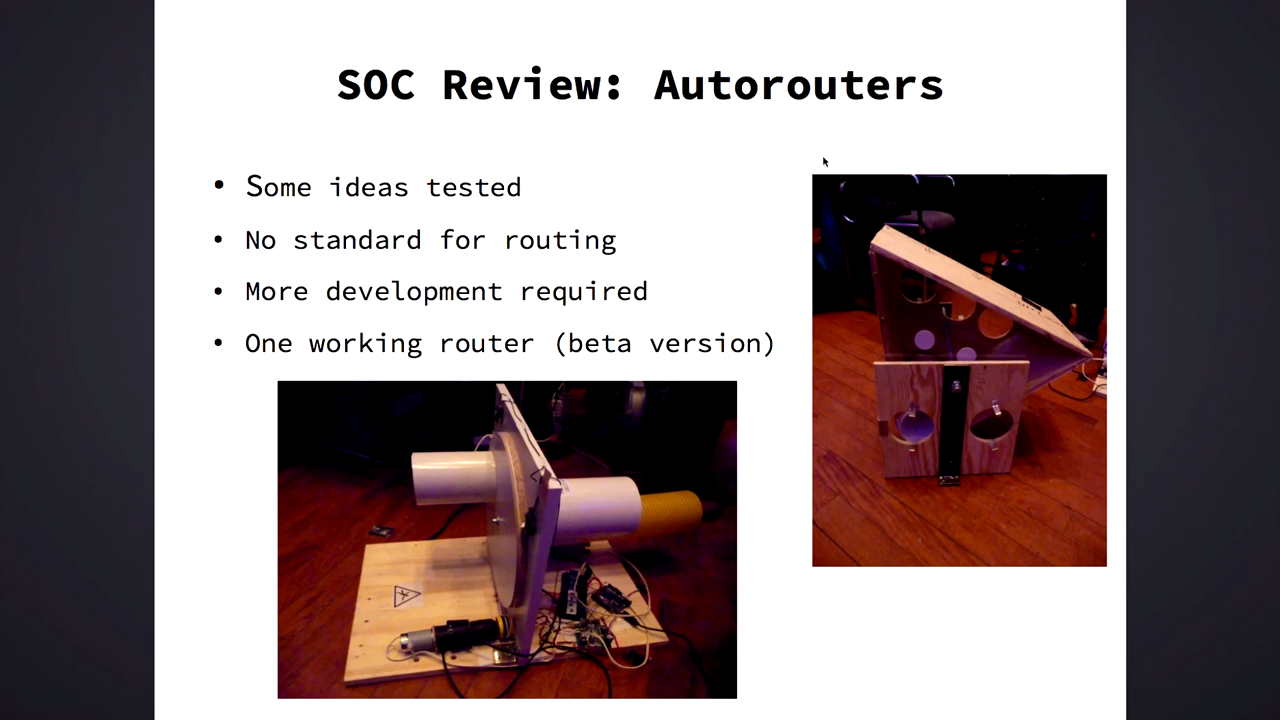 SOC Review: Autorouters
• Some ideas tested
• No standard for routing
• More development required
• One working router (beta version)